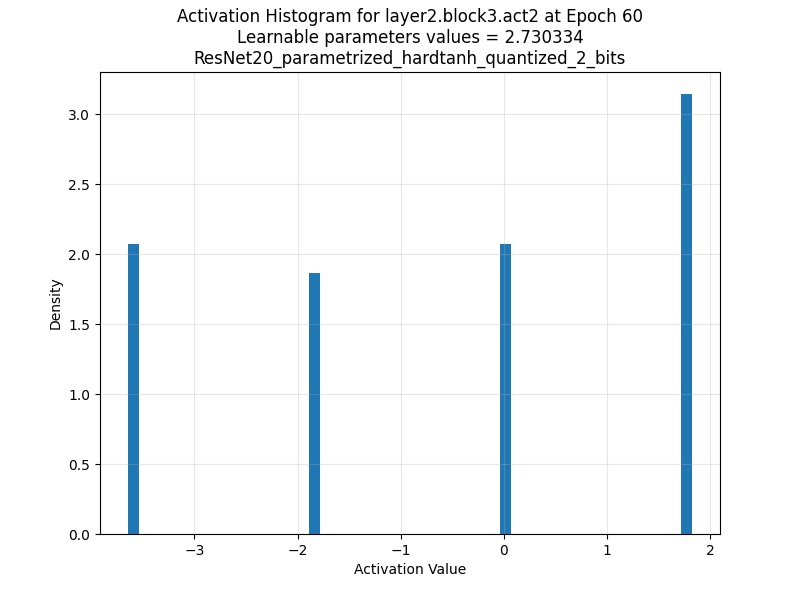 Activation Histogram for layer2.block3.act2 at Epoch 60
Learnable parameters values = 2.730334
ResNet20_parametrized_hardtanh_quantized_2_bits
3.0
2.5
2.0
1.5
1.0
0.5
0.0
Density
−3
−2
−1
0
1
2
Activation Value